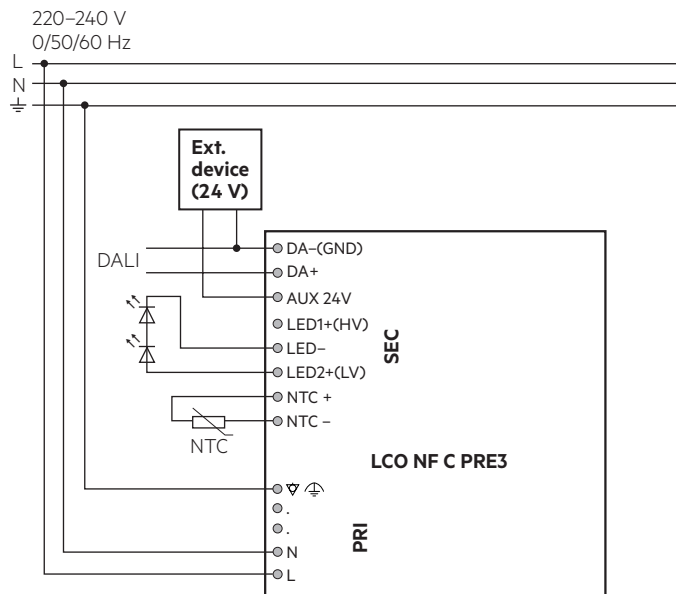 220–240 V
0/50/60 Hz
L
N
Ext.
device
(24 V)
DALI
DA–(GND)
DA+
AUX 24V
LED1+(HV)
LED–
LED2+(LV)
NTC +
NTC –
NTC
SEC
LCO NF C PRE3
.
.
PRI
N
L